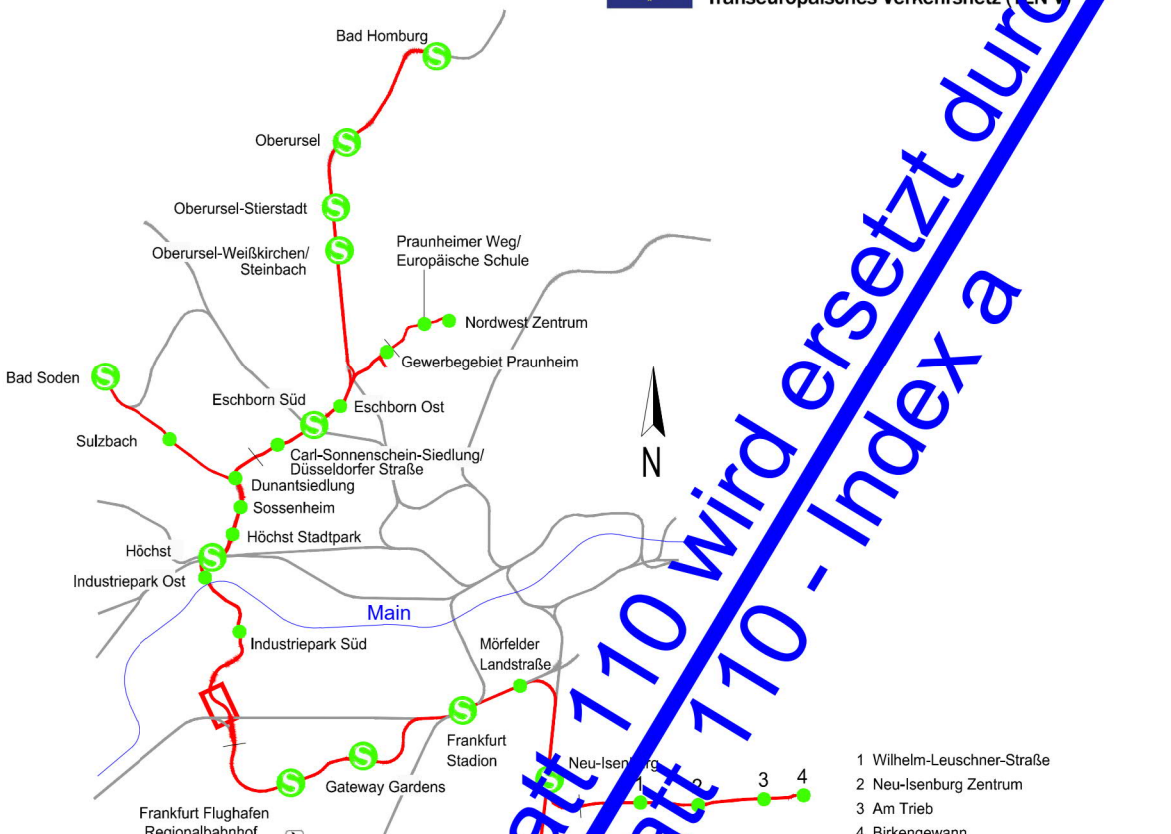 Transeuropäisches Verkehrsnetz (TEN-V)
Bad Homburg
Oberursel
Oberursel-Stierstadt
Oberursel-Weißkirchen/
Steinbach
Praunheimer Weg/
Europäische Schule
Nordwest Zentrum
Gewerbegebiet Praunheim
Bad Soden
Eschborn Süd
Eschborn Ost
Sulzbach
Carl-Sonnenschein-Siedlung/
Düsseldorfer Straße
Dunantsiedlung
Sossenheim
Höchst Stadtpark
Höchst
Industriepark Ost
Main
Industriepark Süd
Mörfelder
Landstraße
Frankfurt
Stadion
Gateway Gardens
Frankfurt Flughafen
Regionalbahnhof
Neu-Isenburg
1
2
3
4
N
1 Wilhelm-Leuschner-Straße
2 Neu-Isenburg Zentrum
3 Am Trieb
4 Birkengewann
att 110 wird ersetzt durc
att 110 - Index a